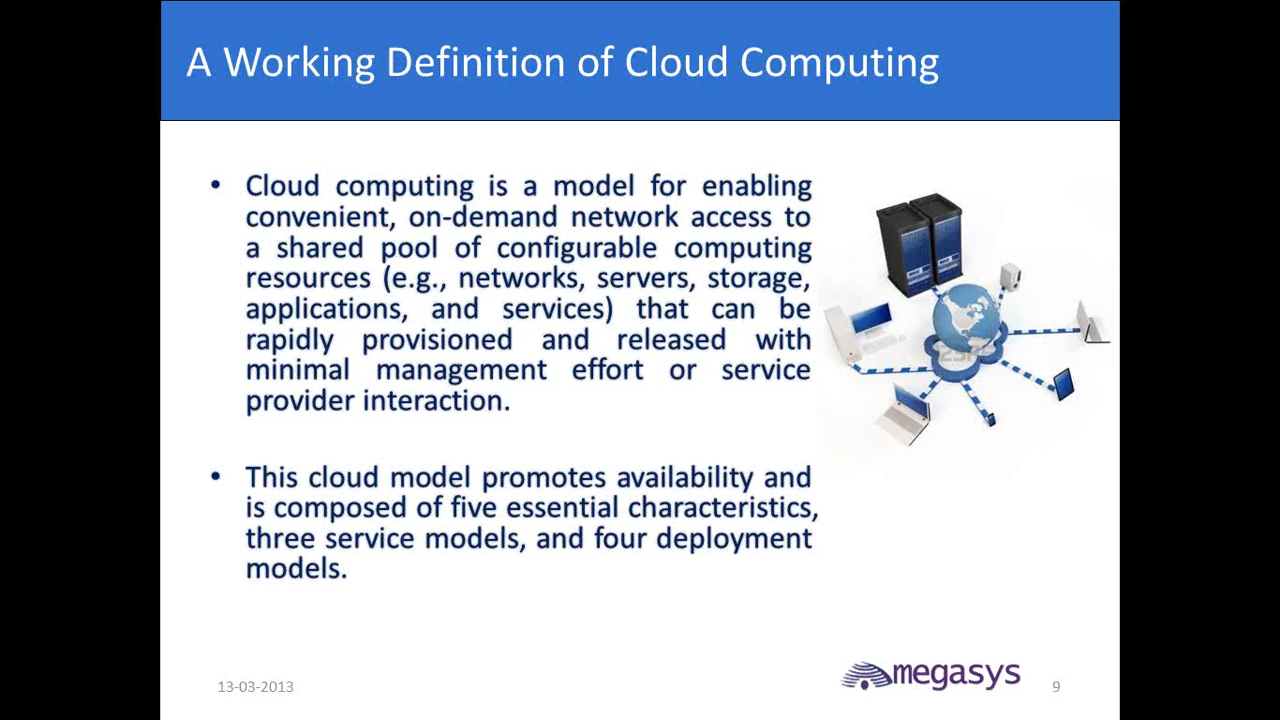 A Working Definition of Cloud Computing
• Cloud computing is a model for enabling
convenient, on-demand network access to
a shared pool of configurable computing
resources (e.g., networks, servers, storage,
applications, and services) that can be
rapidly provisioned and released with
minimal management effort or service
provider interaction.
• This cloud model promotes availability and
is composed of five essential characteristics,
three service models, and four deployment
models.
13-03-2013
megasys
9